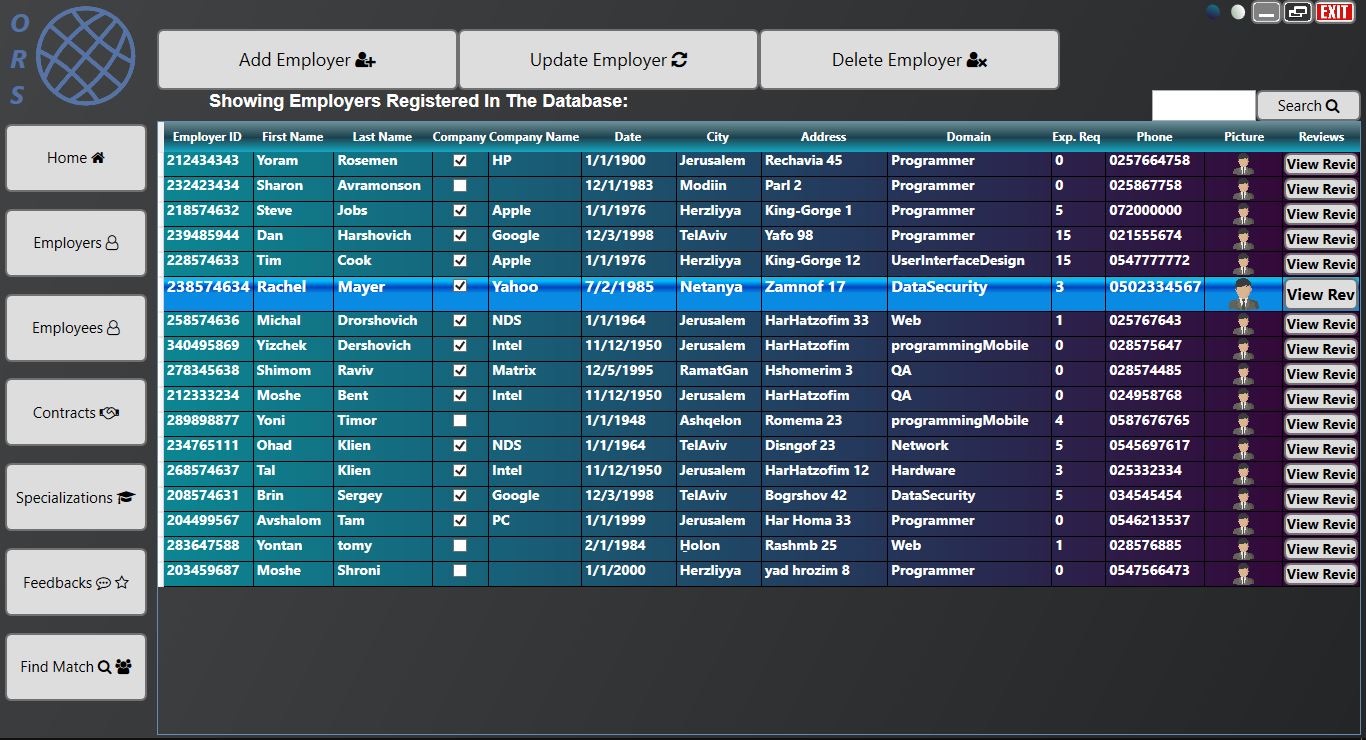 O
R
S
EXIT
Add Employer
Update Employer
Delete Employer
Showing Employers Registered In The Database:
Search
Home
Employers
Employees
Contracts
Specializations
Feedbacks
Find Match
Employer ID First Name Last Name Company Company Name Date City Address Domain Exp. Req Phone Picture Reviews
212434343 Yoram Rosemen HP 1/1/1900 Jerusalem Rechavia 45 Programmer 0 0257664758 View Revie
232423434 Sharon Avramonson 12/1/1983 Modiin Parl 2 Programmer 0 025867758 View Revie
218574632 Steve Jobs Apple 1/1/1976 Herzliyya King-Gorge 1 Programmer 5 072000000 View Revie
239485944 Dan Harshovich Google 12/3/1998 TelAviv Yafo 98 Programmer 15 021555674 View Revie
228574633 Tim Cook Apple 1/1/1976 Herzliyya King-Gorge 12 UserInterfaceDesign 15 0547777772 View Revie
238574634 Rachel Mayer Yahoo 7/2/1985 Netanya Zamnof 17 DataSecurity 3 0502334567 View Rev
258574636 Michal Drorshovich NDS 1/1/1964 Jerusalem HarHatzofim 33 Web 1 025767643 View Revie
340495869 Yizchek Dershovich Intel 11/12/1950 Jerusalem HarHatzofim programmingMobile 0 028575647 View Revie
278345638 Shimom Raviv Matrix 12/5/1995 RamatGan Hshomerim 3 QA 0 028574485 View Revie
212333234 Moshe Bent Intel 11/12/1950 Jerusalem HarHatzofim QA 0 024958768 View Revie
289898877 Yoni Timor 1/1/1948 Ashqelon Romema 23 programmingMobile 4 0587676765 View Revie
234765111 Ohad Klien NDS 1/1/1964 TelAviv Disngof 23 Network 5 0545697617 View Revie
268574637 Tal Klien Intel 11/12/1950 Jerusalem HarHatzofim 12 Hardware 3 025332334 View Revie
208574631 Brin Sergey Google 12/3/1998 TelAviv Bogrshov 42 DataSecurity 5 034545454 View Revie
204499567 Avshalom Tam PC 1/1/1999 Jerusalem Har Homa 33 Programmer 0 0546213537 View Revie
283647588 Yontan tomy 2/1/1984 Ḥolon Rashmb 25 Web 1 028576885 View Revie
203459687 Moshe Shroni 1/1/2000 Herzliyya yad hrozim 8 Programmer 0 0547566473 View Revie